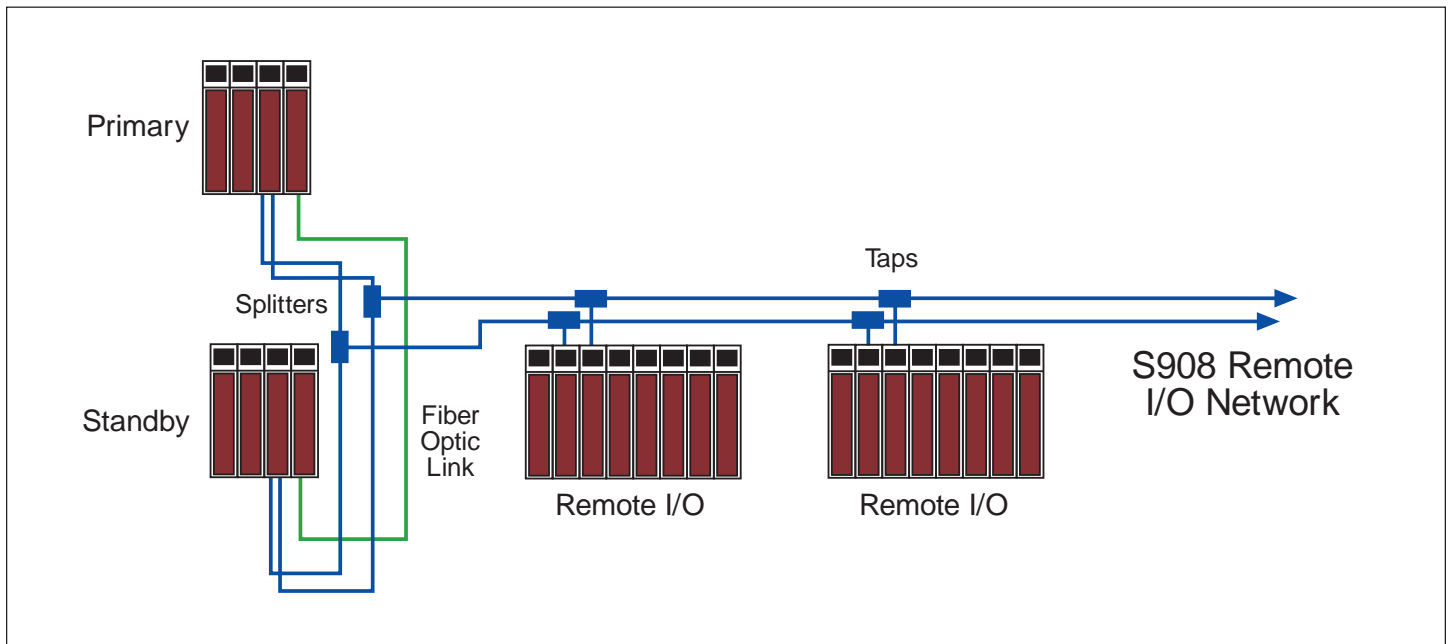 Primary
Taps
Splitters
Standby
Fiber
Optic
Link
S908 Remote
I/O Network
Remote I/O
Remote I/O